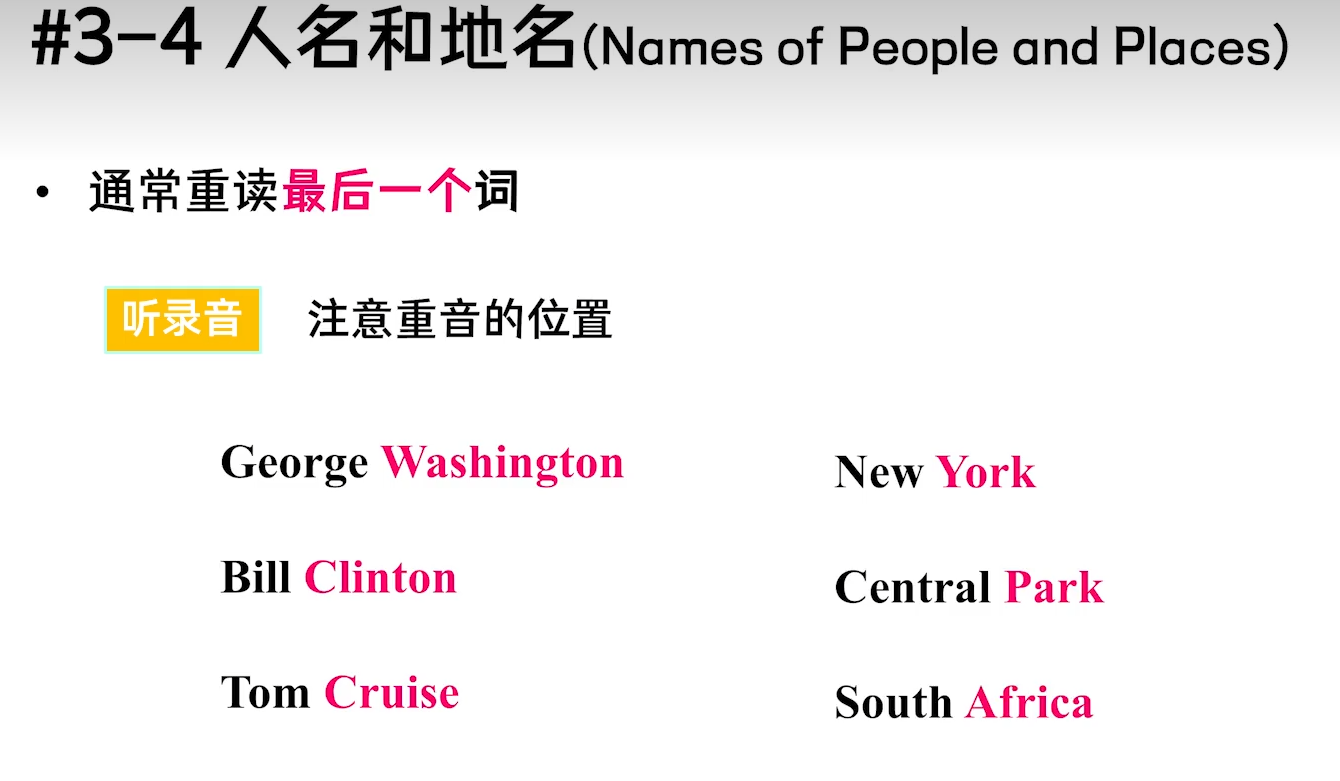 #3-4 人名和地名(Names of People and Places)
• 通常重读最后一个词
听录音 注意重音的位置
George Washington
New York
Bill Clinton
Central Park
Tom Cruise
South Africa